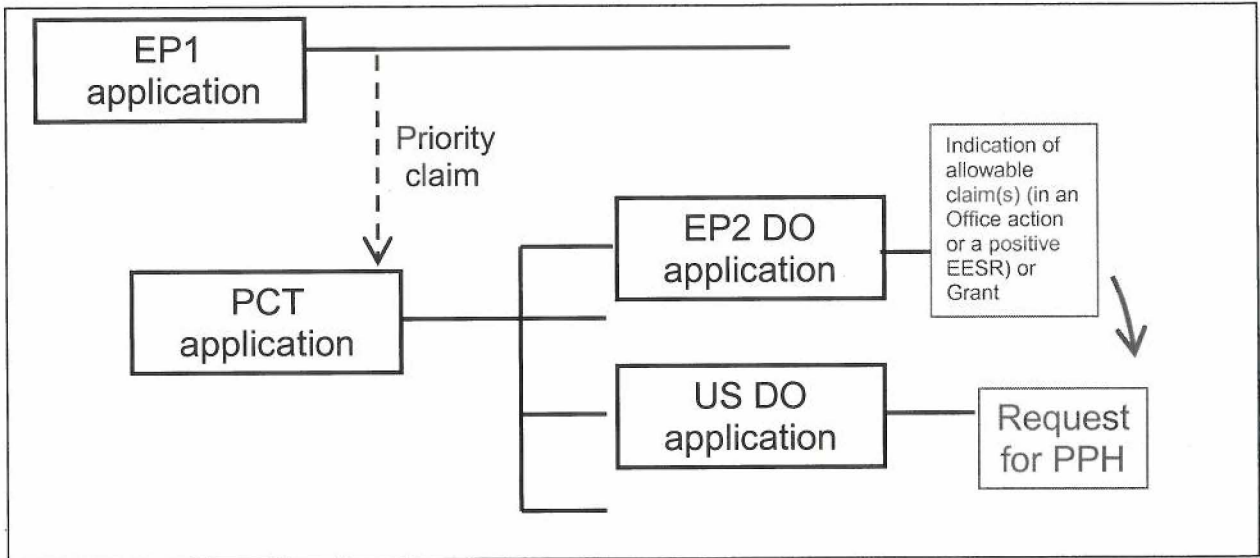 EP1
application
Priority
claim
PCT
application
EP2 DO
application
Indication of
allowable
claim(s) (in an
Office action
or a positive
EESR) or
Grant
US DO
application
Request
for PPH